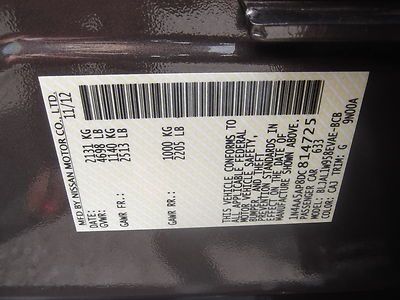 MFD BY NISSAN MOTOR CO., LTD.
DATE: 11/12
GVWR: 2131 KG
4698 LB
GAWR FR.: 1140 KG
2513 LB
GAWR RR.: 1000 KG
2205 LB
THIS VEHICLE CONFORMS TO
ALL APPLICABLE FEDERAL
MOTOR VEHICLE SAFETY,
BUMPER, AND THEFT
PREVENTION STANDARDS IN
EFFECT ON THE DATE OF
MANUFACTURE SHOWN ABOVE.
814725
PASSENGER CAR 633
COLOR: TRIM: G